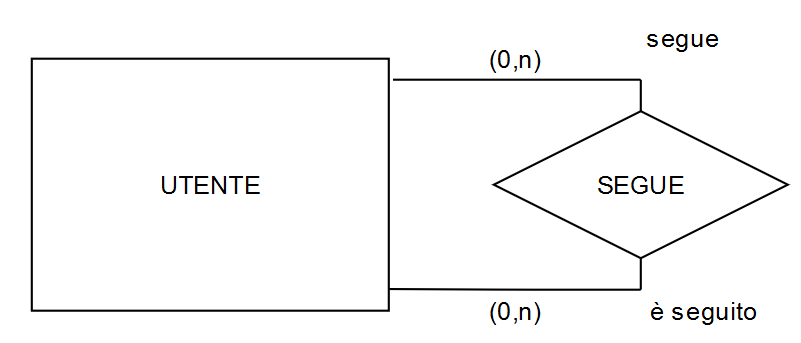 segue
(0,n)
UTENTE
SEGUE
(0,n)
è seguito